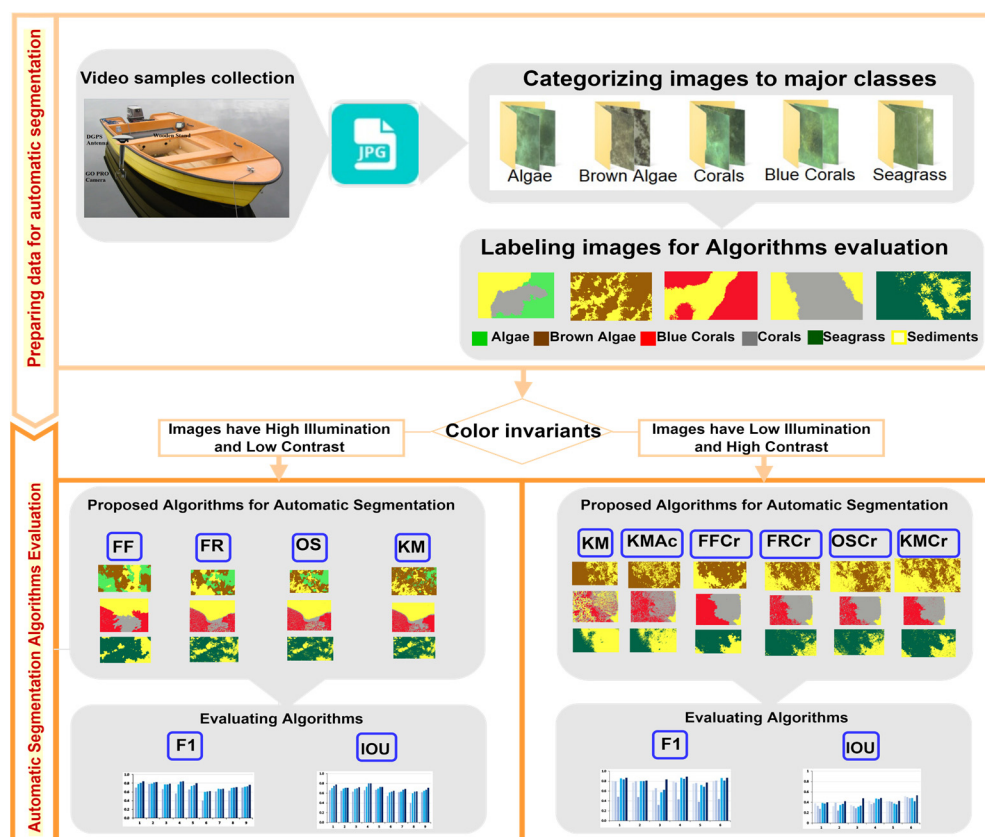 Preparing data for automatic segmentation
Video samples collection
DGPS
Antenna
Wooden Stand
GO PRO
Camera
JPG
Categorizing images to major classes
Algae
Brown Algae
Corals
Blue Corals
Seagrass
Labeling images for Algorithms evaluation
Algae
Brown Algae
Blue Corals
Corals
Seagrass
Sediments
Automatic Segmentation Algorithms Evaluation
Images have High Illumination
and Low Contrast
Color invariants
Images have Low Illumination
and High Contrast
Proposed Algorithms for Automatic Segmentation
FF
FR
OS
KM
Evaluating Algorithms
F1
IOU
Proposed Algorithms for Automatic Segmentation
KM
KMAc
FFCr
FRCr
OSCr
KMCr
Evaluating Algorithms
F1
IOU